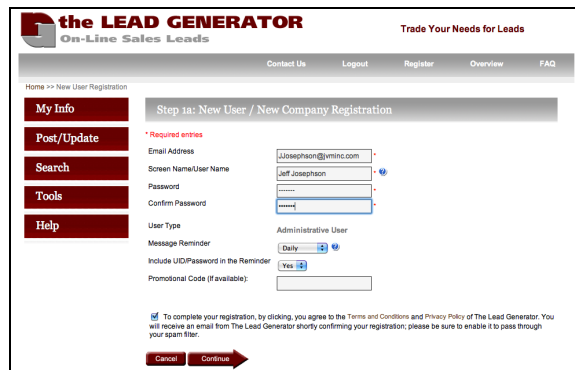 the LEAD GENERATOR
On-Line Sales Leads
Trade Your Needs for Leads
Contact Us Logout Register Overview FAQ
Home >> New User Registration
My Info
Post/Update
Search
Tools
Help
Step 1a: New User / New Company Registration
* Required entries
Email Address JJosephson@jvminc.com *
Screen Name/User Name Jeff Josephson * ?
Password ------- *
Confirm Password ••••••• *
User Type Administrative User
Message Reminder Daily ?
Include UID/Password in the Reminder Yes
Promotional Code (If available):
To complete your registration, by clicking, you agree to the Terms and Conditions and Privacy Policy of The Lead Generator. You
will receive an email from The Lead Generator shortly confirming your registration; please be sure to enable it to pass through
your spam filter.
Cancel Continue